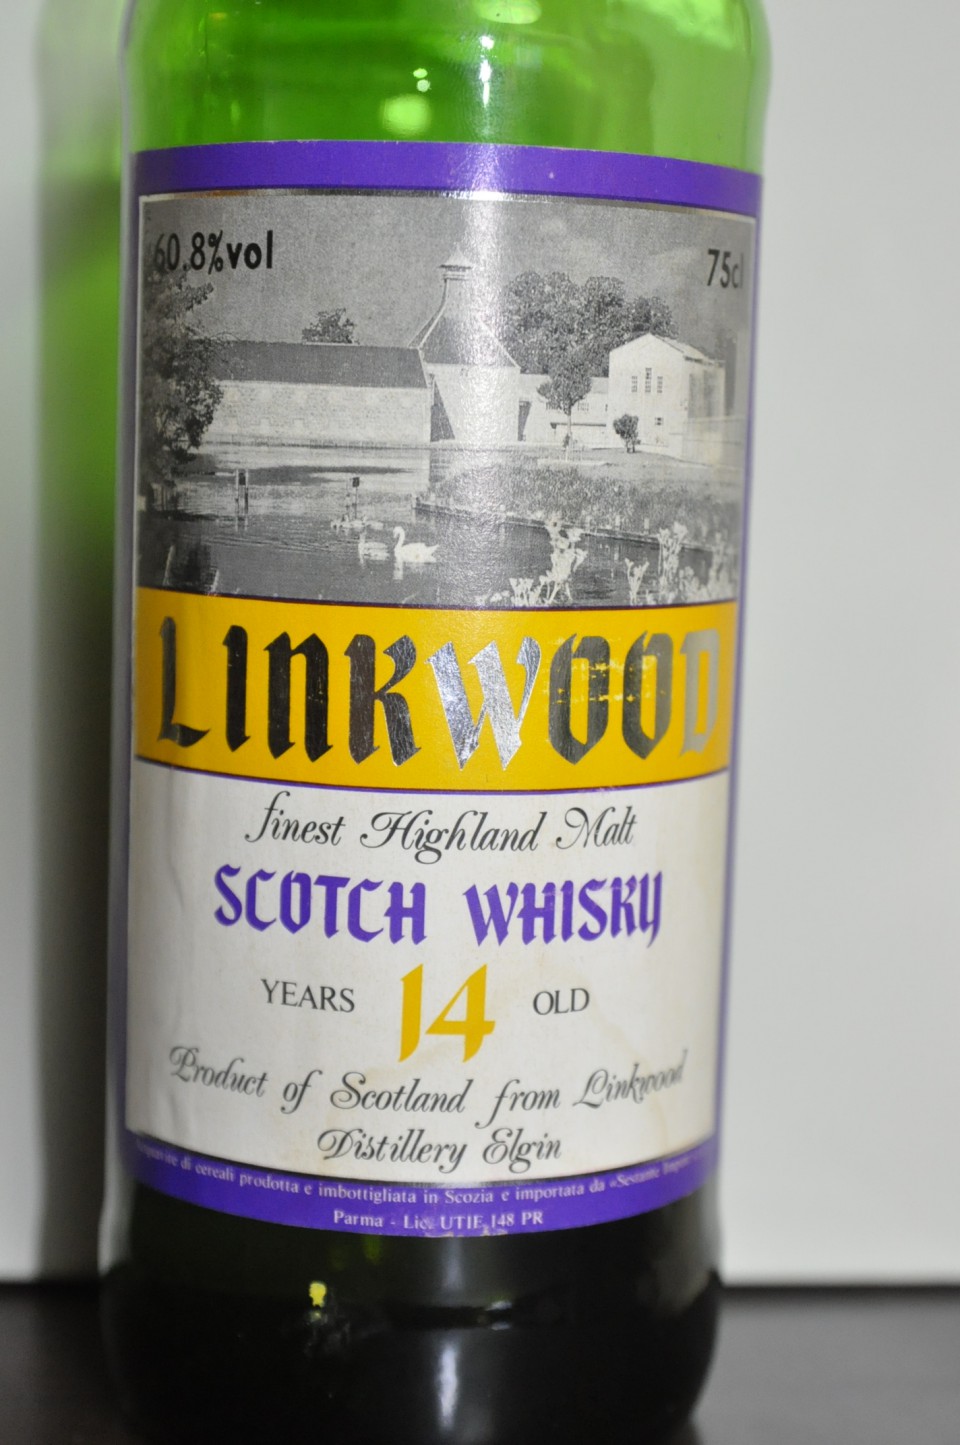 60.8%vol 75cl
LINKWOOD
finest Highland Malt
SCOTCH WHISKY
YEARS 14 OLD
Product of Scotland from Linkwood
Distillery Elgin
di cereali prodotta e imbottigliata in Scozia e importata da «Sestante
Parma - Lic. UTIF 148 PR